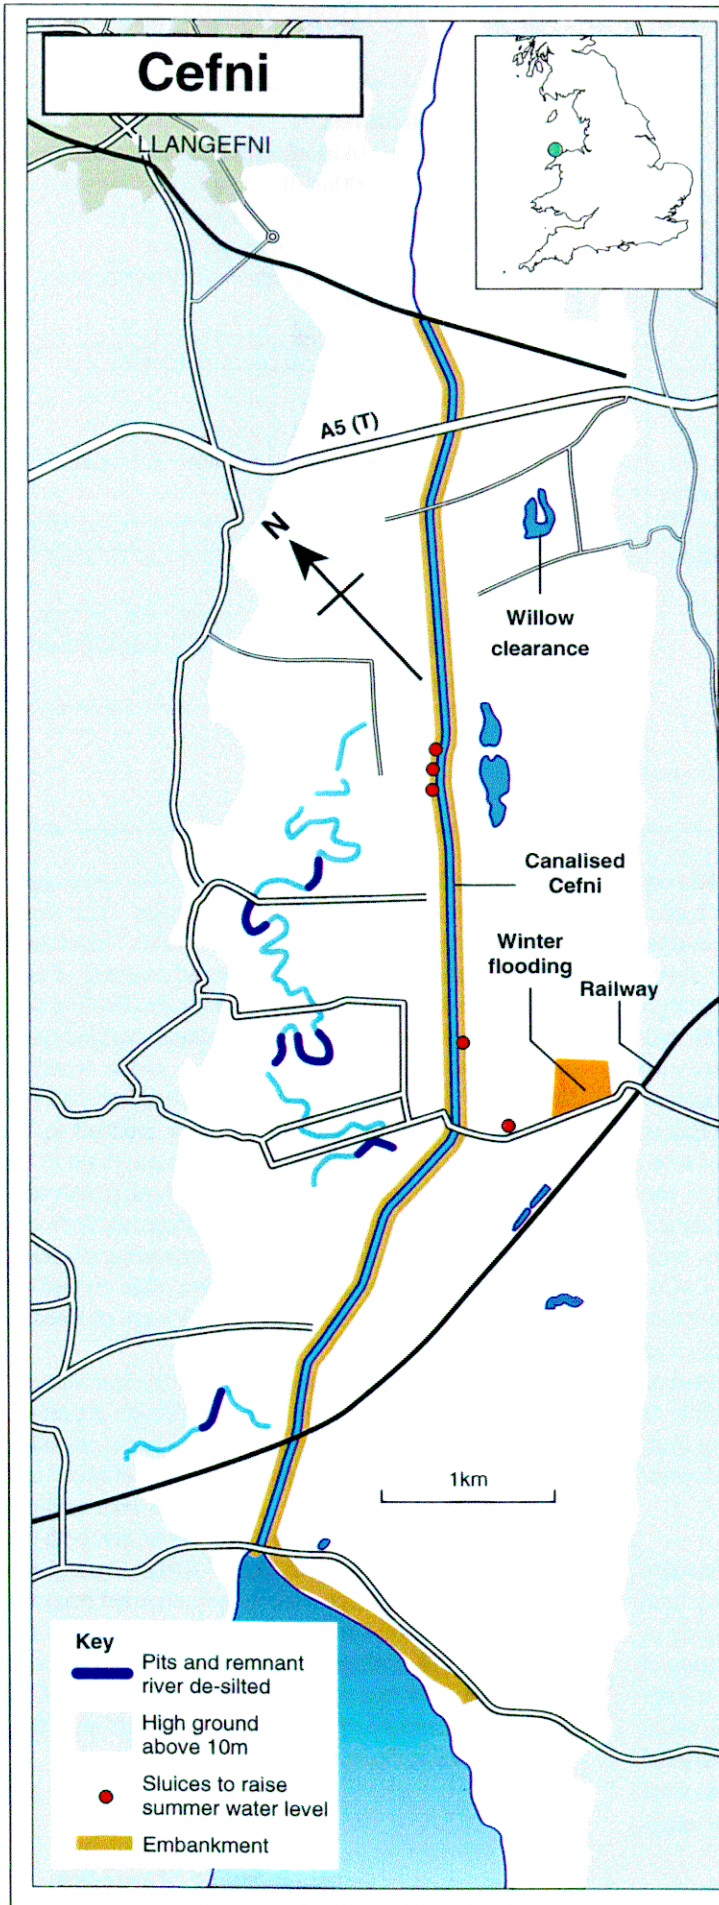 Cefni
LLANGEFNI
A5 (T)
N
Willow
clearance
Canalised
Cefni
Winter
flooding
Railway
1km
Key
Pits and remnant
river de-silted
High ground
above 10m
Sluices to raise
summer water level
Embankment